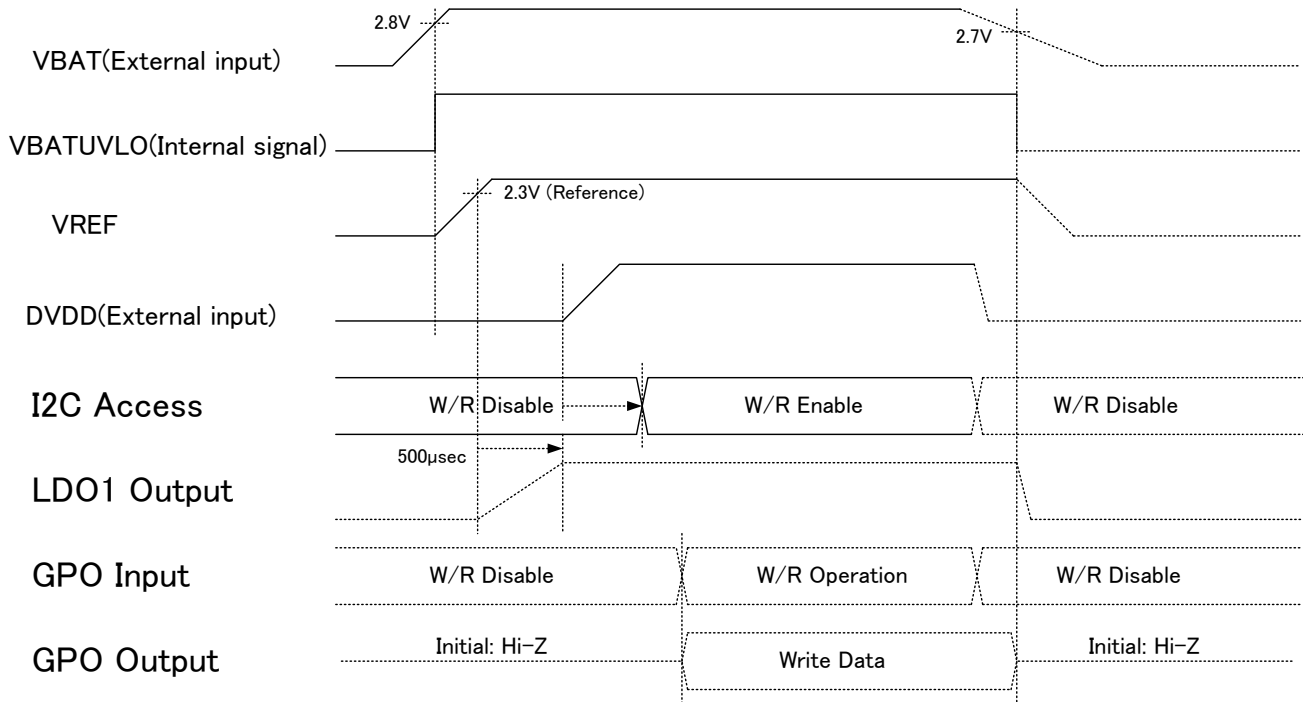 2.8V
2.7V
VBAT(External input)
VBATUVLO(Internal signal)
2.3V (Reference)
VREF
DVDD(External input)
I2C Access
W/R Disable
W/R Enable
W/R Disable
500μsec
LDO1 Output
GPO Input
W/R Disable
W/R Operation
W/R Disable
GPO Output
Initial: Hi-Z
Write Data
Initial: Hi-Z